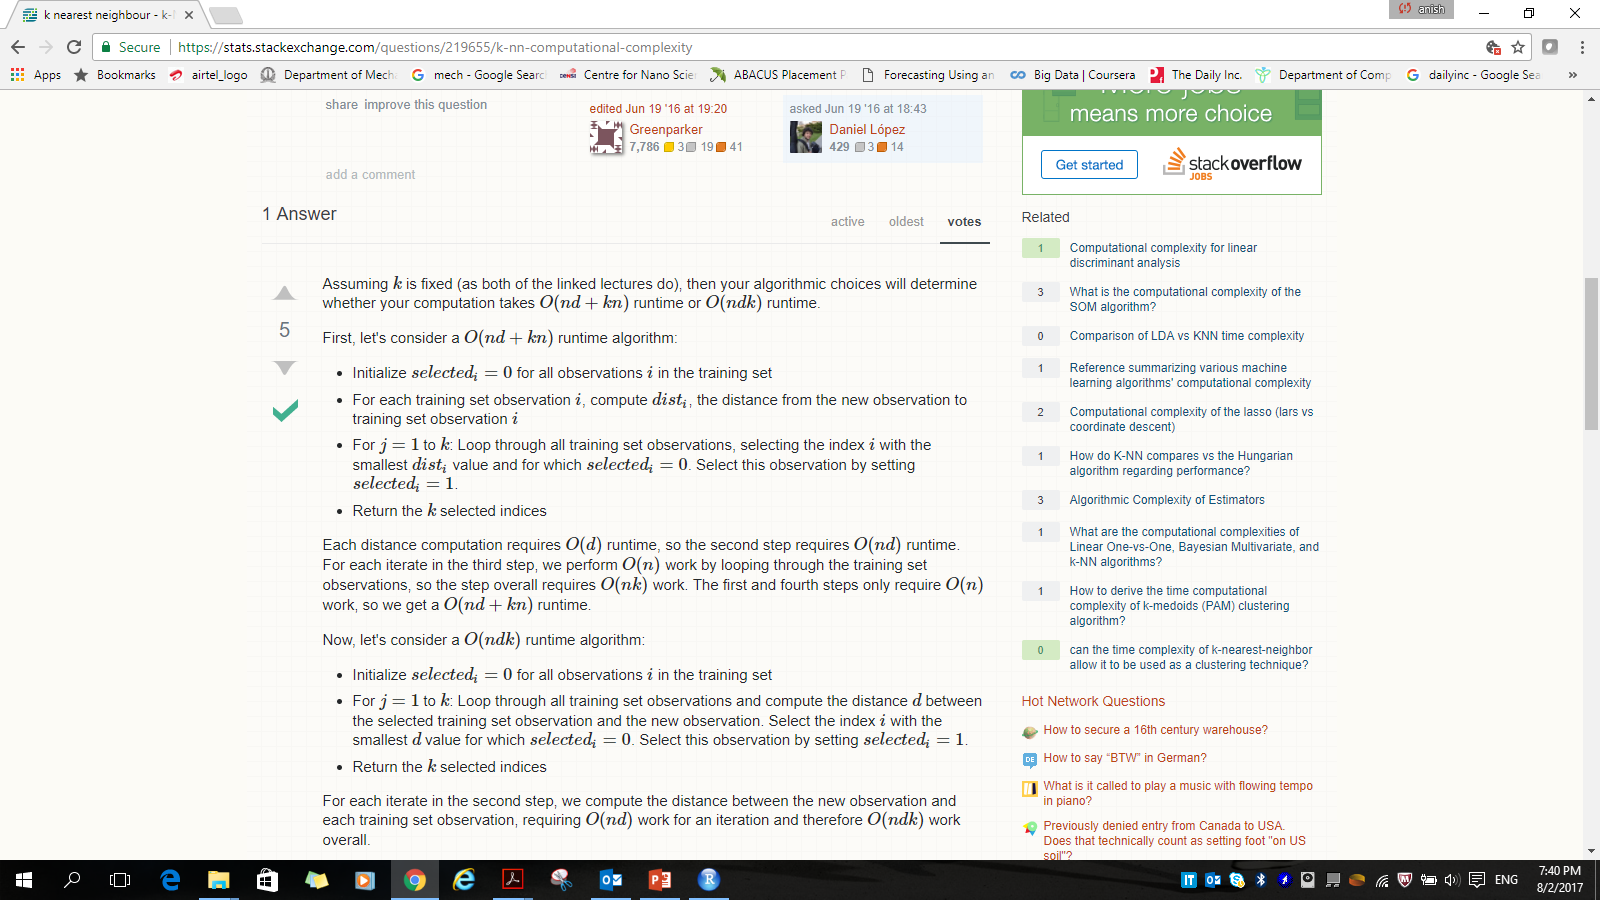 k nearest neighbour - k-
anish
Secure | https://stats.stackexchange.com/questions/219655/k-nn-computational-complexity
Apps Bookmarks airtel_logo Department of Mech G mech - Google Searc Centre for Nano Scie ABACUS Placement P Forecasting Using an Big Data | Coursera The Daily Inc. Department of Comp G dailyinc - Google Sea »
share improve this question
edited Jun 19 '16 at 19:20
Greenparker
7,786 3 19 41
asked Jun 19 '16 at 18:43
Daniel López
429 3 14
add a comment
1 Answer
active oldest votes
5
Assuming k is fixed (as both of the linked lectures do), then your algorithmic choices will determine
whether your computation takes O(nd + kn) runtime or O(ndk) runtime.
First, let's consider a O(nd + kn) runtime algorithm:
• Initialize selectedᵢ = 0 for all observations i in the training set
• For each training set observation i, compute distᵢ, the distance from the new observation to
training set observation i
• For j = 1 to k: Loop through all training set observations, selecting the index i with the
smallest distᵢ value and for which selectedᵢ = 0. Select this observation by setting
selectedᵢ = 1.
• Return the k selected indices
Each distance computation requires O(d) runtime, so the second step requires O(nd) runtime.
For each iterate in the third step, we perform O(n) work by looping through the training set
observations, so the step overall requires O(nk) work. The first and fourth steps only require O(n)
work, so we get a O(nd + kn) runtime.
Now, let's consider a O(ndk) runtime algorithm:
• Initialize selectedᵢ = 0 for all observations i in the training set
• For j = 1 to k: Loop through all training set observations and compute the distance d between
the selected training set observation and the new observation. Select the index i with the
smallest d value for which selectedᵢ = 0. Select this observation by setting selectedᵢ = 1.
• Return the k selected indices
For each iterate in the second step, we compute the distance between the new observation and
each training set observation, requiring O(nd) work for an iteration and therefore O(ndk) work
overall.
means more choice
Get started
stackoverflow
JOBS
Related
1 Computational complexity for linear
discriminant analysis
3 What is the computational complexity of the
SOM algorithm?
0 Comparison of LDA vs KNN time complexity
1 Reference summarizing various machine
learning algorithms' computational complexity
2 Computational complexity of the lasso (lars vs
coordinate descent)
1 How do K-NN compares vs the Hungarian
algorithm regarding performance?
3 Algorithmic Complexity of Estimators
1 What are the computational complexities of
Linear One-vs-One, Bayesian Multivariate, and
k-NN algorithms?
1 How to derive the time computational
complexity of k-medoids (PAM) clustering
algorithm?
0 can the time complexity of k-nearest-neighbor
allow it to be used as a clustering technique?
Hot Network Questions
How to secure a 16th century warehouse?
DE How to say “BTW” in German?
What is it called to play a music with flowing tempo
in piano?
Previously denied entry from Canada to USA.
Does that technically count as setting foot "on US
soil"?
ENG
7:40 PM
8/2/2017